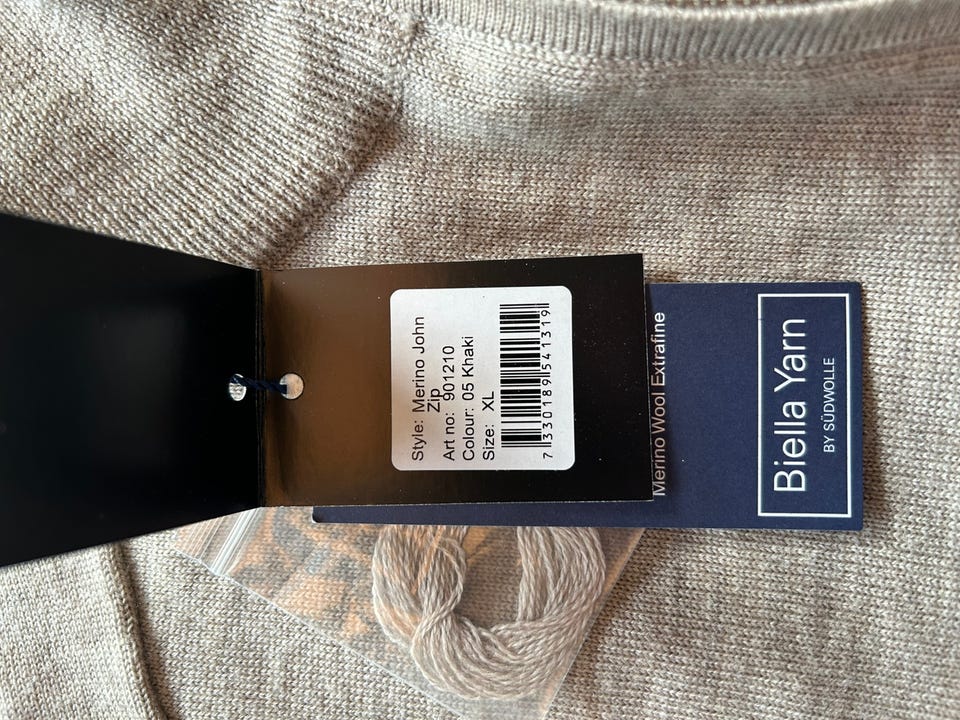 Style: Merino John
Zip
Art no: 901210
Colour: 05 Khaki
Size: XL
7330189541319
Merino Wool Extrafine
Biella Yarn
BY SÜDWOLLE